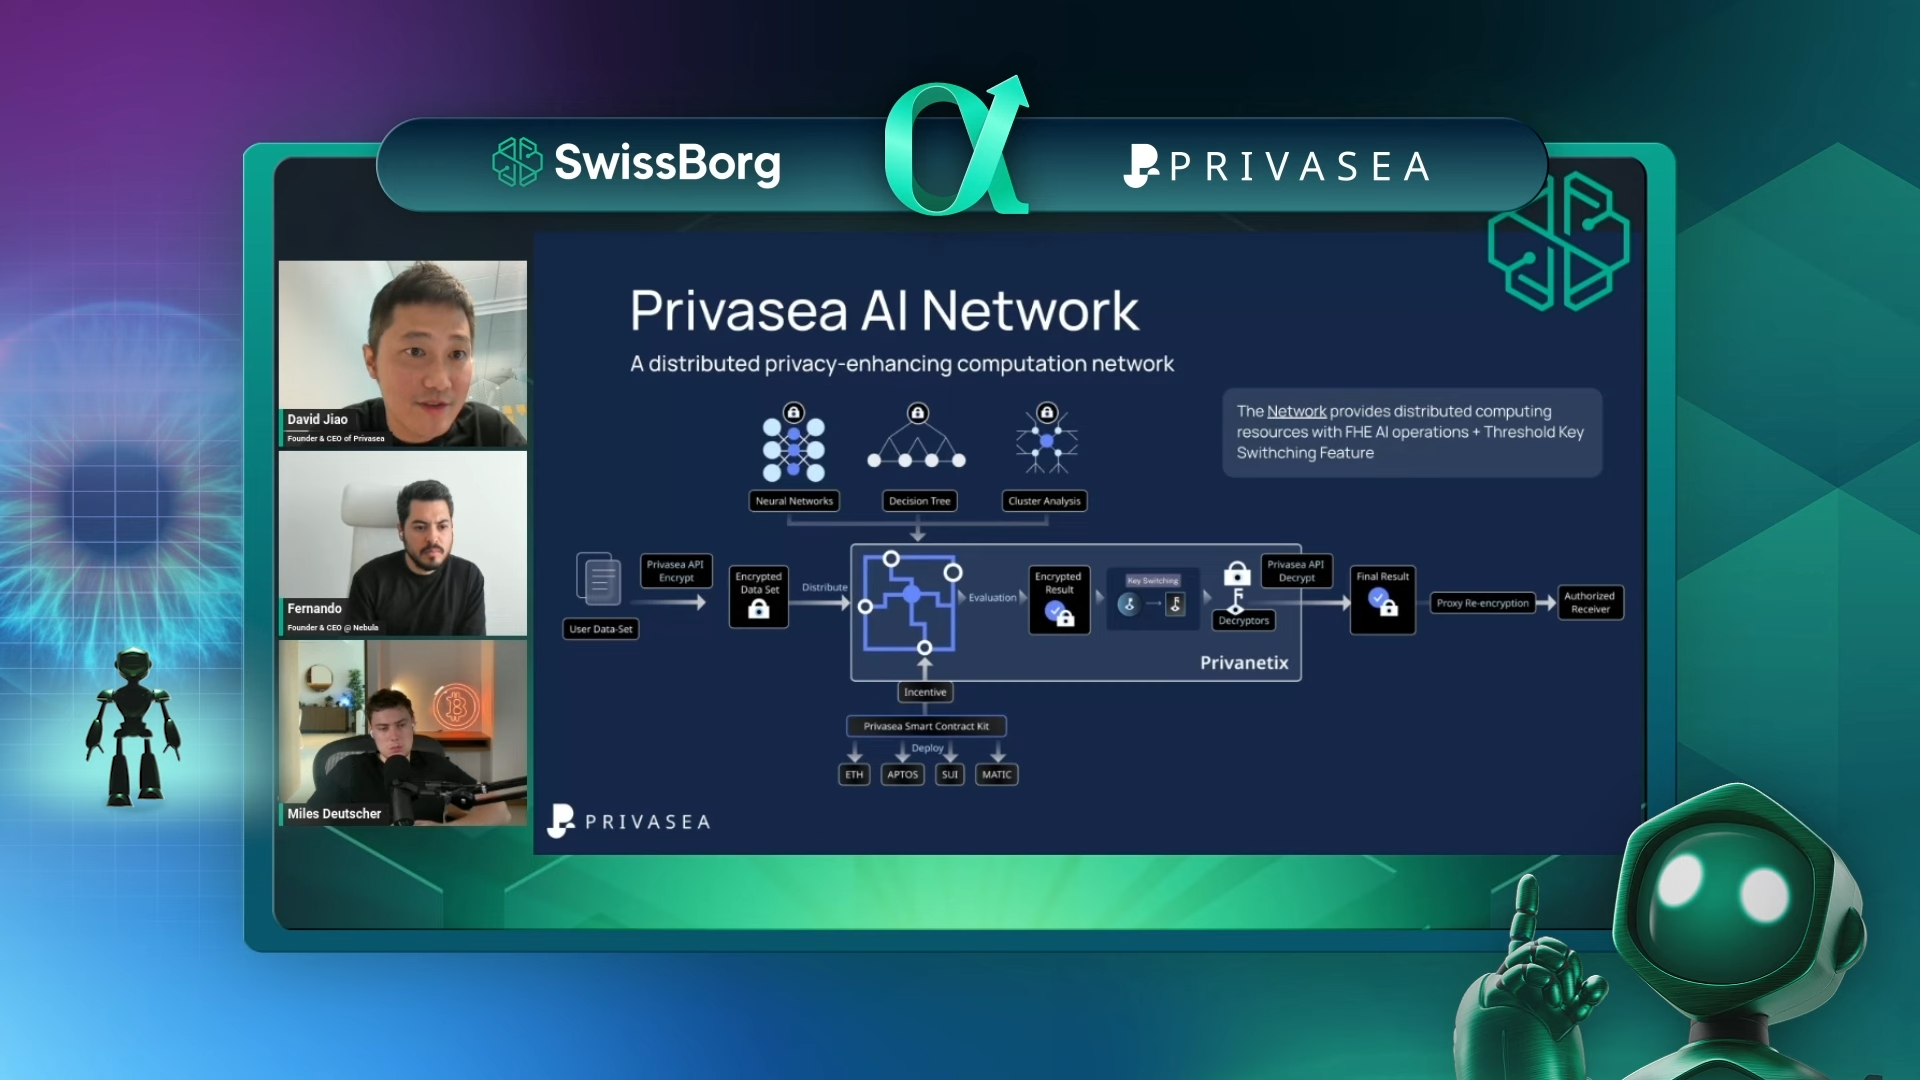 SwissBorg
PRIVASEA
David Jiao
Founder & CEO of Privasea
Fernando
Founder & CEO @ Nebula
Miles Deutscher
Privasea AI Network
A distributed privacy-enhancing computation network
The Network provides distributed computing
resources with FHE AI operations + Threshold Key
Swithching Feature
Neural Networks
Decision Tree
Cluster Analysis
User Data-Set
Privasea API
Encrypt
Encrypted
Data Set
Distribute
Evaluation
Encrypted
Result
Key Switching
Decryptors
Privasea API
Decrypt
Privanetix
Final Result
Proxy Re-encryption
Authorized
Receiver
Incentive
Privasea Smart Contract Kit
Deploy
ETH
APTOS
SUI
MATIC
PRIVASEA